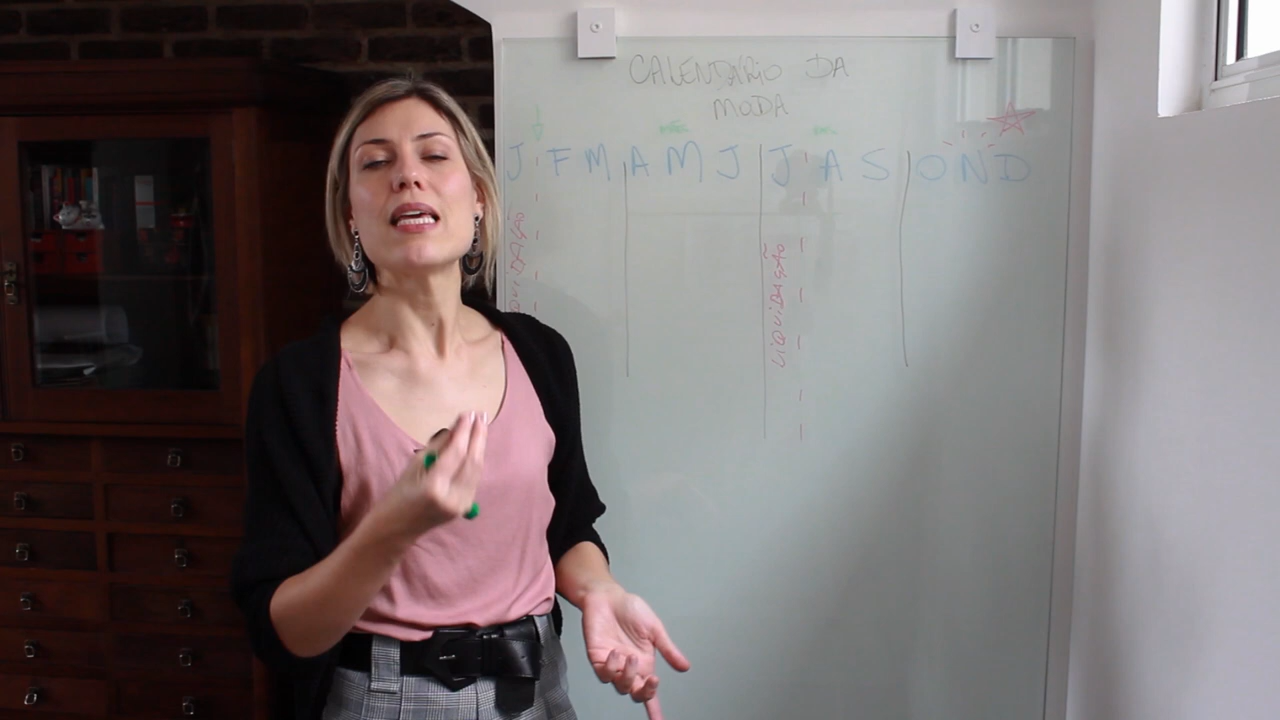 CALENDÁRIO DA
MODA
J F M A M J J A S O N D
LIQUIDAÇÃO